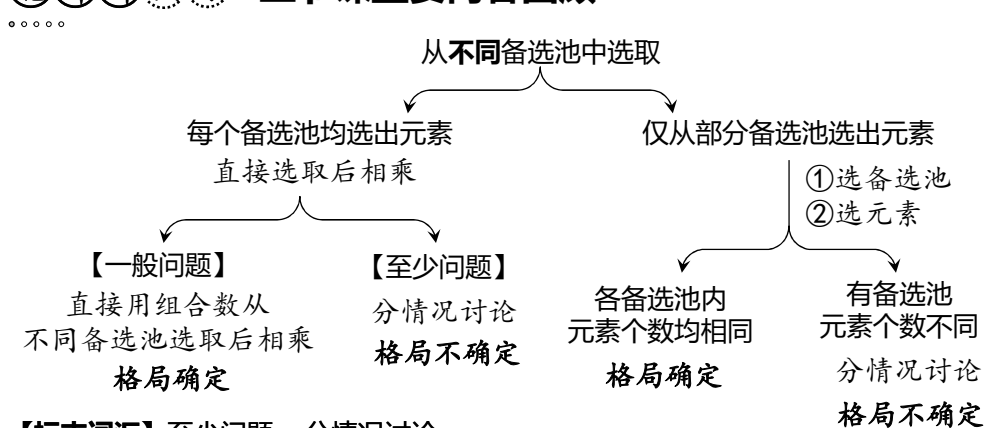 从不同备选池中选取
每个备选池均选出元素
直接选取后相乘
仅从部分备选池选出元素
①选备选池
②选元素
【一般问题】
直接用组合数从
不同备选池选取后相乘
格局确定
【至少问题】
分情况讨论
格局不确定
各备选池内
元素个数均相同
格局确定
有备选池
元素个数不同
分情况讨论
格局不确定